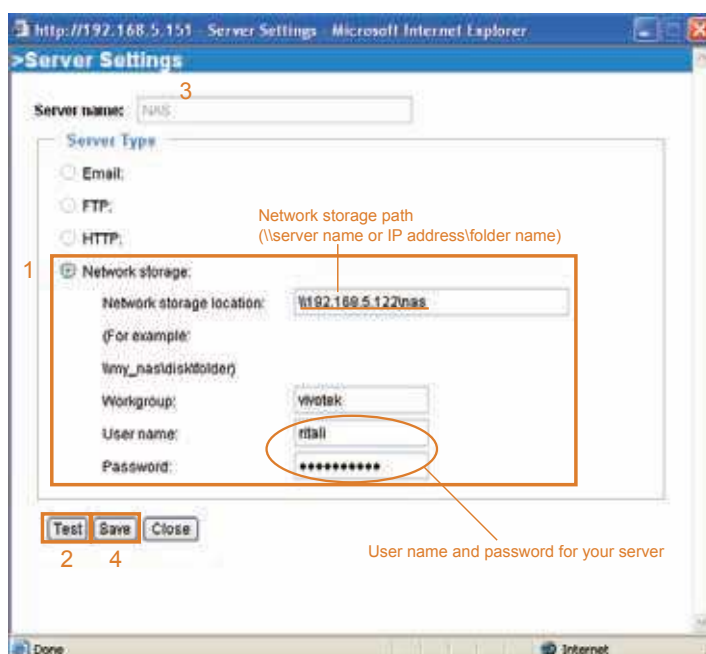 http://192.168.5.151 - Server Settings - Microsoft Internet Explorer
>Server Settings
3
Server name: NAS
Server Type
Email:
FTP:
HTTP:
Network storage path
(\\server name or IP address\folder name)
1
Network storage:
Network storage location: \\192.168.5.122\nas
(For example:
\\my_nas\disk\folder)
Workgroup: vivotek
User name: ritali
Password: ••••••••••
Test Save Close
2 4
User name and password for your server
Done Internet